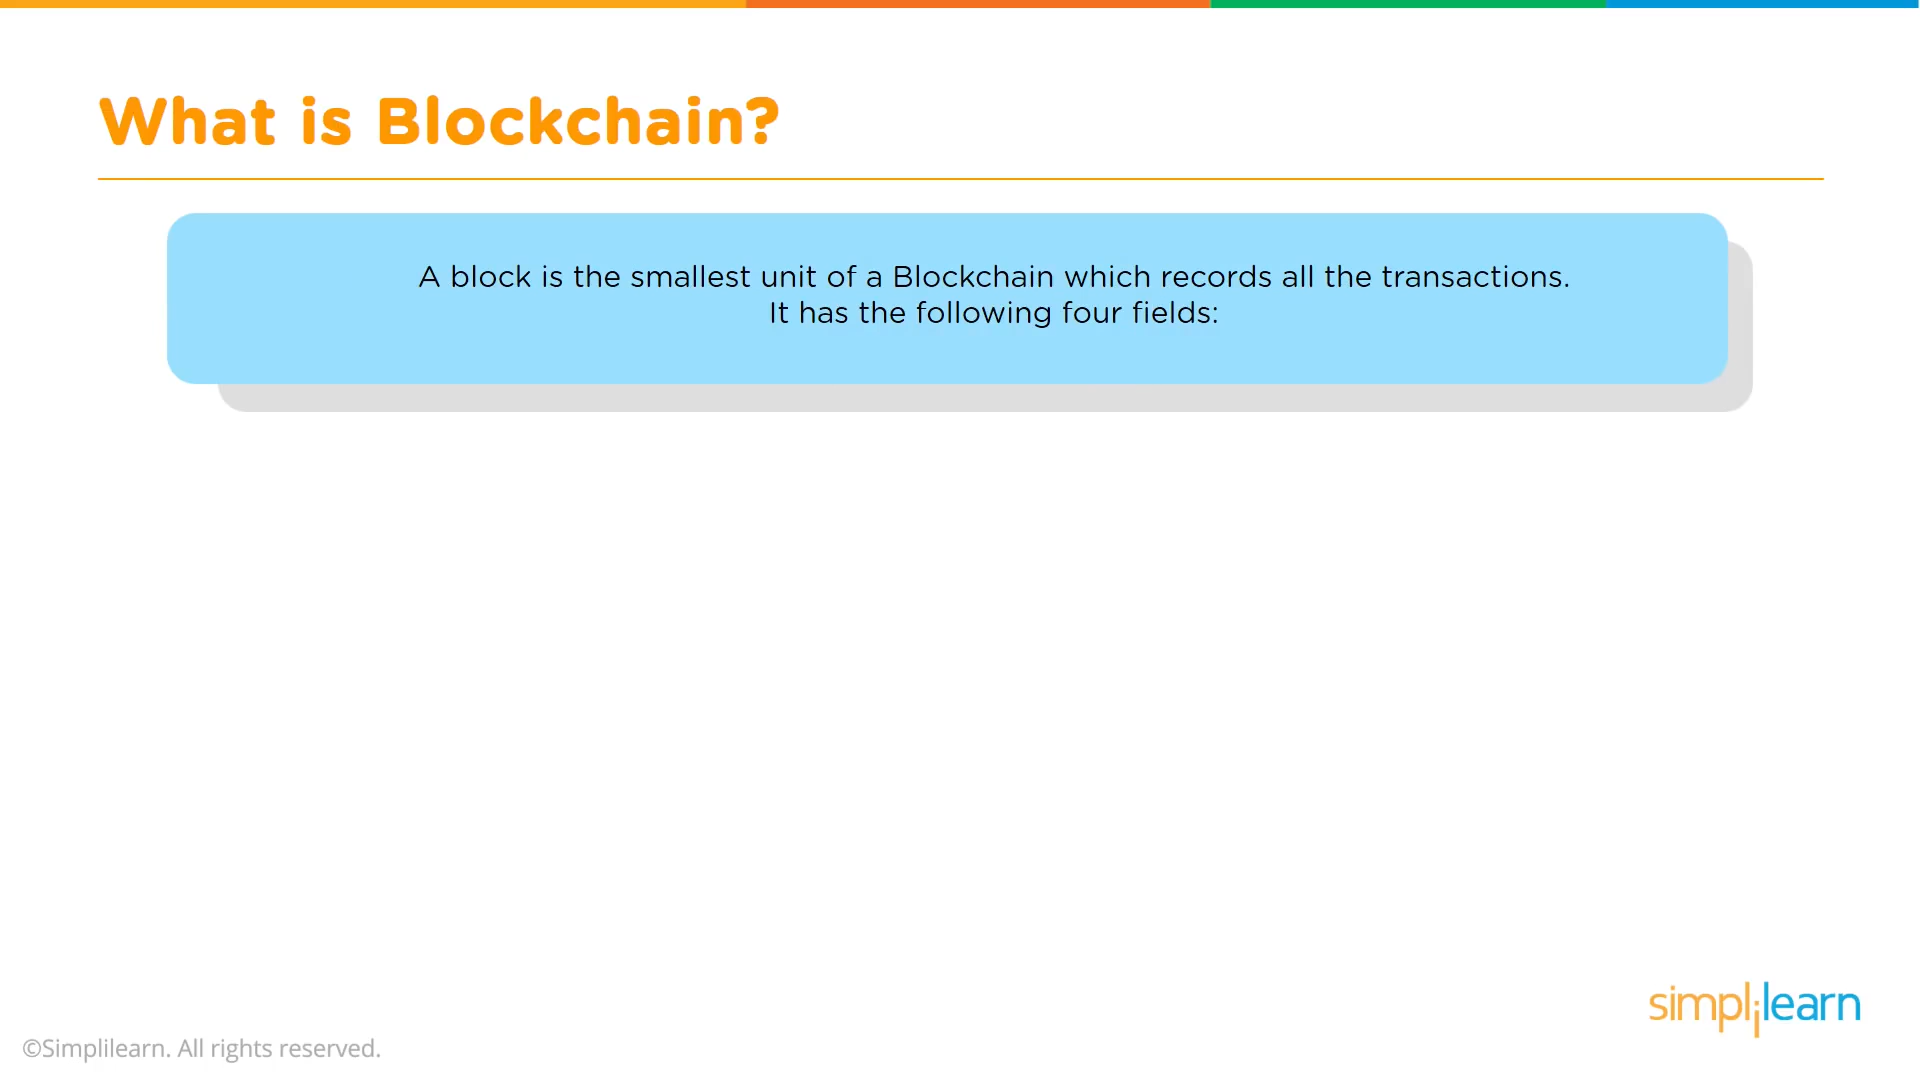 What is Blockchain?
A block is the smallest unit of a Blockchain which records all the transactions.
It has the following four fields:
simplilearn
©Simplilearn. All rights reserved.